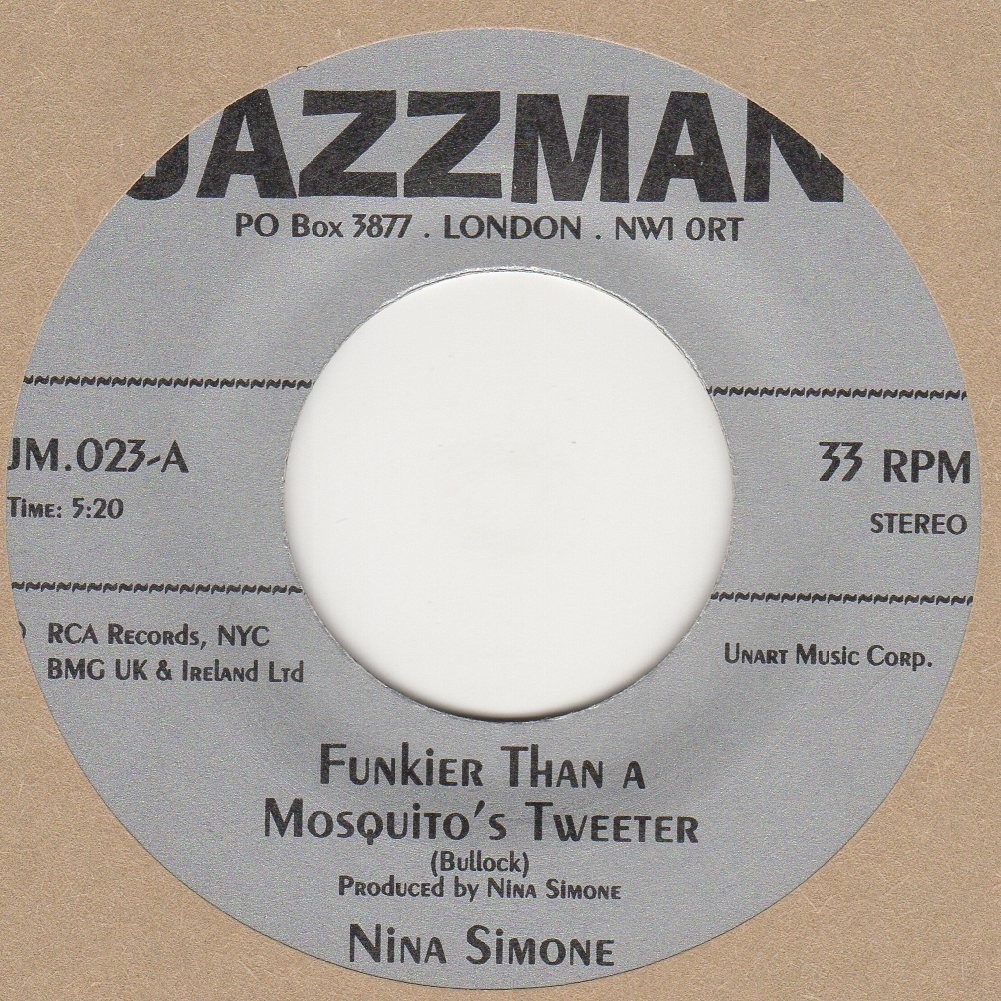 JAZZMAN
PO Box 3877 . LONDON . NW1 0RT
JM.023-A
33 RPM
Time: 5:20
STEREO
RCA Records, NYC
BMG UK & Ireland Ltd
Unart Music Corp.
Funkier Than a
Mosquito's Tweeter
(Bullock)
Produced by Nina Simone
Nina Simone